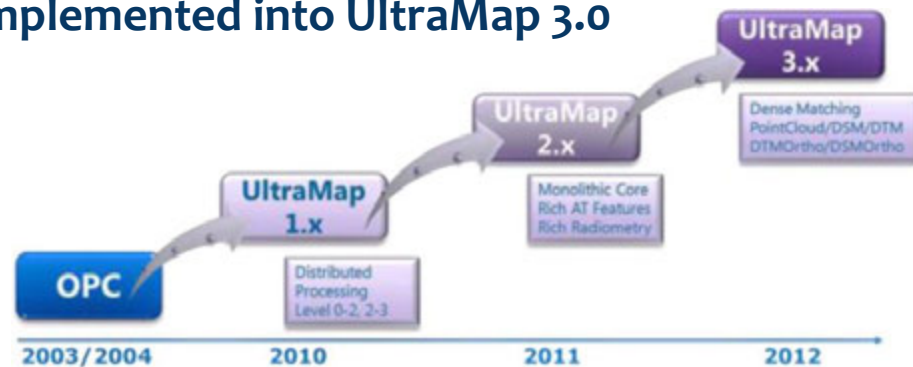 mplemented into UltraMap 3.0
UltraMap
3.x
Dense Matching
PointCloud/DSM/DTM
DTMOrtho/DSMOrtho
UltraMap
2.x
Monolithic Core
Rich AT Features
Rich Radiometry
UltraMap
1.x
Distributed
Processing
Level 0-2, 2-3
OPC
2003/2004
2010
2011
2012